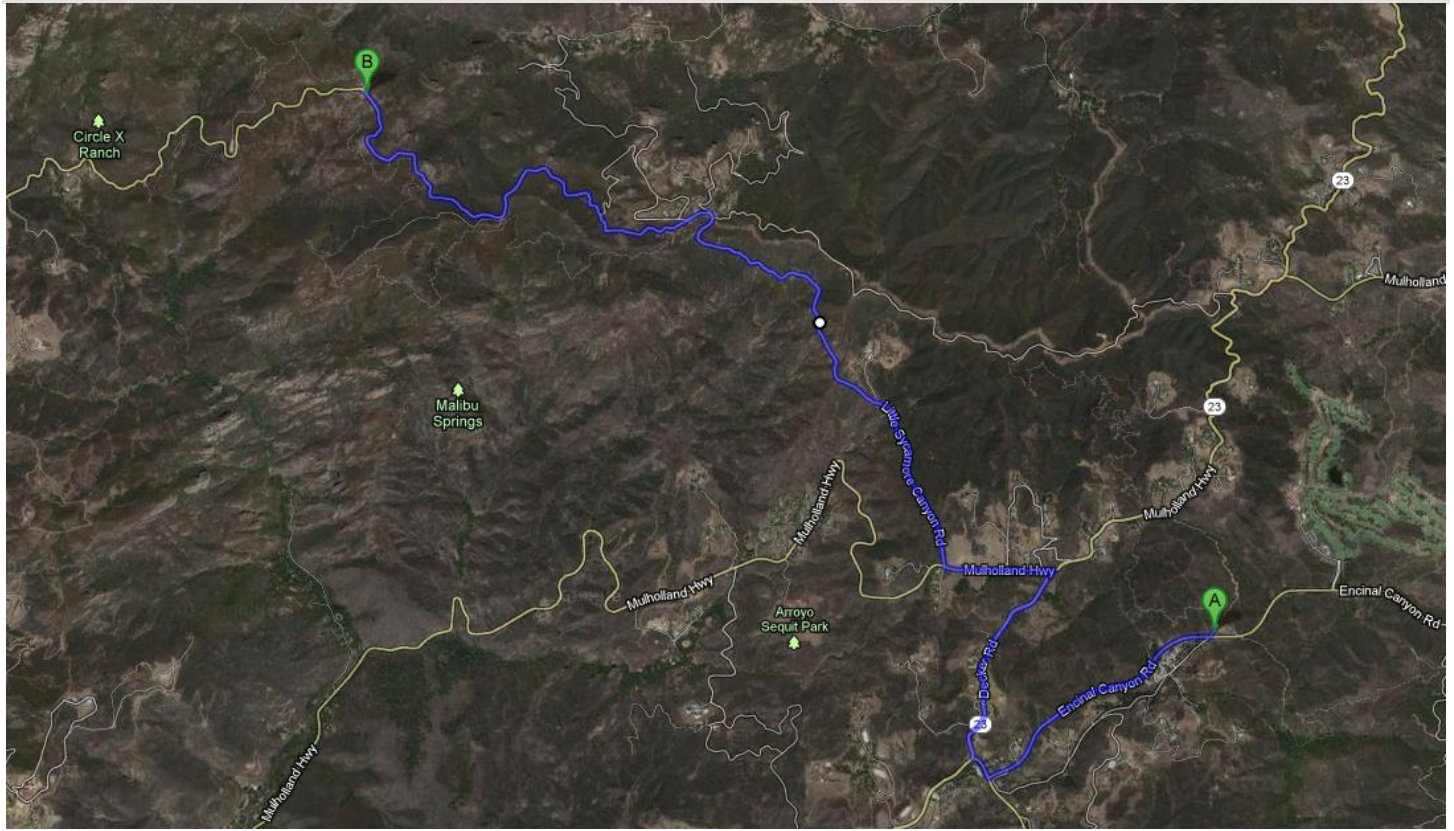 B
Circle X
Ranch
23
Mulholland
Malibu
Springs
23
Little Sycamore Canyon Rd
Mulholland Hwy
Mulholland Hwy
Mulholland Hwy
Mulholland Hwy
A
Encinal Canyon Rd
Arroyo
Sequit Park
Decker Rd
Encinal Canyon Rd
23
Mulholland Hwy